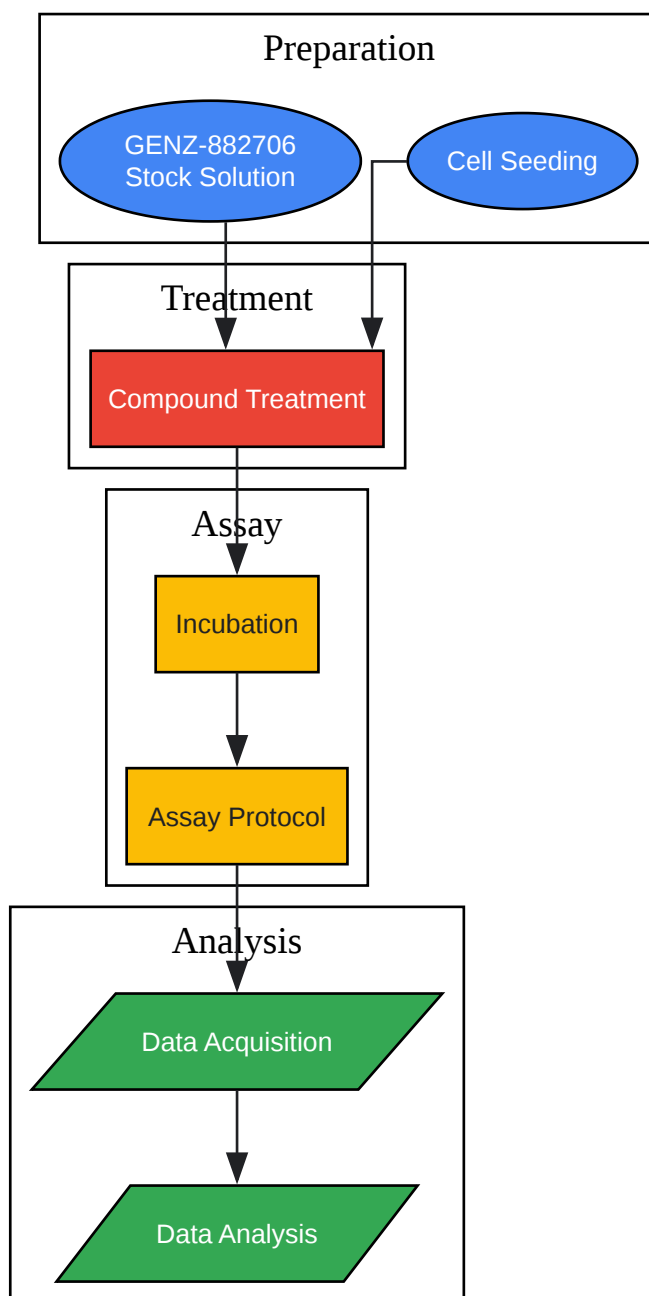 Preparation
GENZ-882706
Stock Solution
Cell Seeding
Treatment
Compound Treatment
Assay
Incubation
Assay Protocol
Analysis
Data Acquisition
Data Analysis